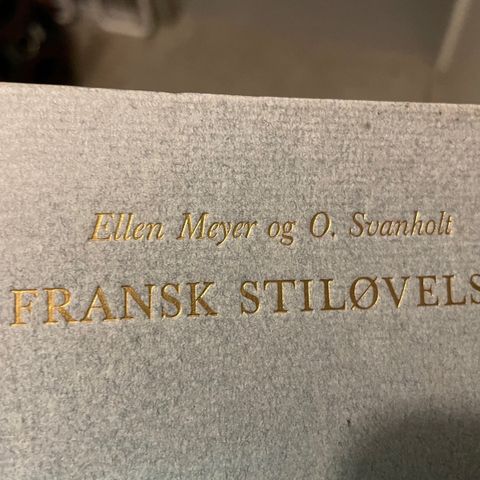 Ellen Meyer og O. Svanholt
FRANSK STILØVELS